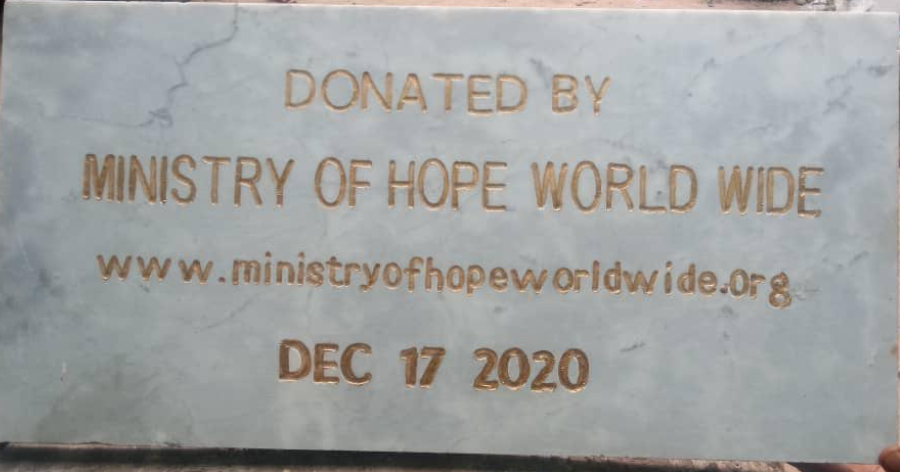 DONATED BY
MINISTRY OF HOPE WORLD WIDE
www.ministryofhopeworldwide.Org
DEC 17 2020